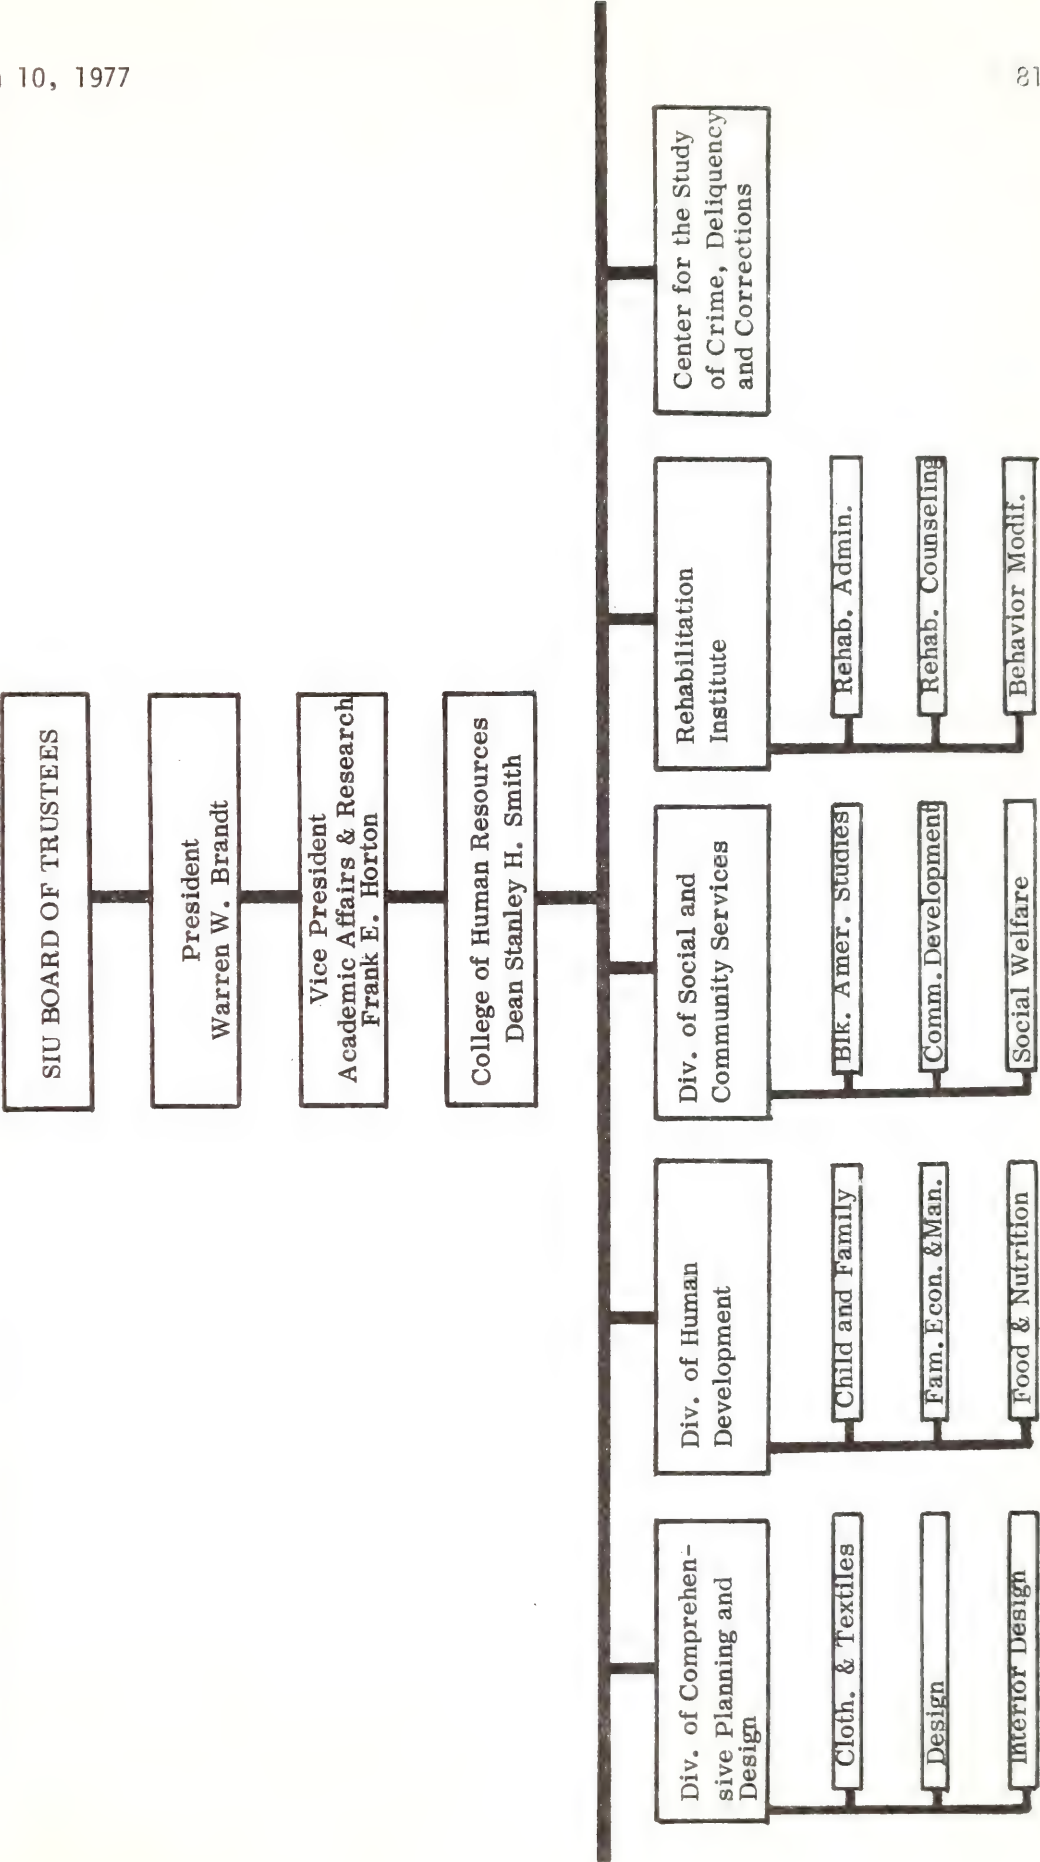 10, 1977
81
SIU BOARD OF TRUSTEES
President
Warren W. Brandt
Vice President
Academic Affairs & Research
Frank E. Horton
College of Human Resources
Dean Stanley H. Smith
Div. of Comprehen-
sive Planning and
Design
Cloth. & Textiles
Design
Interior Design
Div. of Human
Development
Child and Family
Fam. Econ. &Man.
Food & Nutrition
Div. of Social and
Community Services
Blk. Amer. Studies
Comm. Development
Social Welfare
Rehabilitation
Institute
Rehab. Admin.
Rehab. Counseling
Behavior Modif.
Center for the Study
of Crime, Deliquency
and Corrections